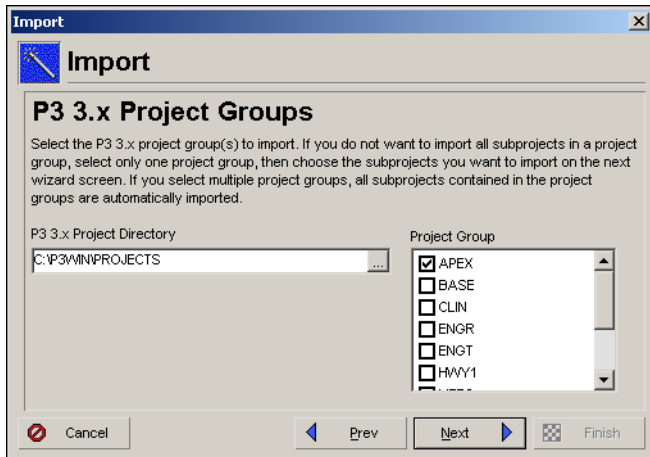 Import
Import
P3 3.x Project Groups
Select the P3 3.x project group(s) to import. If you do not want to import all subprojects in a project
group, select only one project group, then choose the subprojects you want to import on the next
wizard screen. If you select multiple project groups, all subprojects contained in the project
groups are automatically imported.
P3 3.x Project Directory
Project Group
C:\P3WIN\PROJECTS
...
APEX
BASE
CLIN
ENGR
ENGT
HWY1
Cancel
Prev
Next
Finish